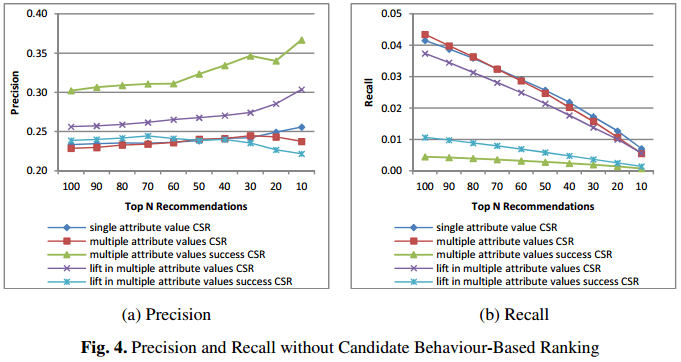 0.40
0.35
0.30
0.25
0.20
Precision
100 90 80 70 60 50 40 30 20 10
Top N Recommendations
single attribute value CSR
multiple attribute values CSR
multiple attribute values success CSR
lift in multiple attribute values CSR
lift in multiple attribute values success CSR
(a) Precision
0.05
0.04
0.03
0.02
0.01
0.00
Recall
100 90 80 70 60 50 40 30 20 10
Top N Recommendations
single attribute value CSR
multiple attribute values CSR
multiple attribute values success CSR
lift in multiple attribute values CSR
lift in multiple attribute values success CSR
(b) Recall
Fig. 4. Precision and Recall without Candidate Behaviour-Based Ranking